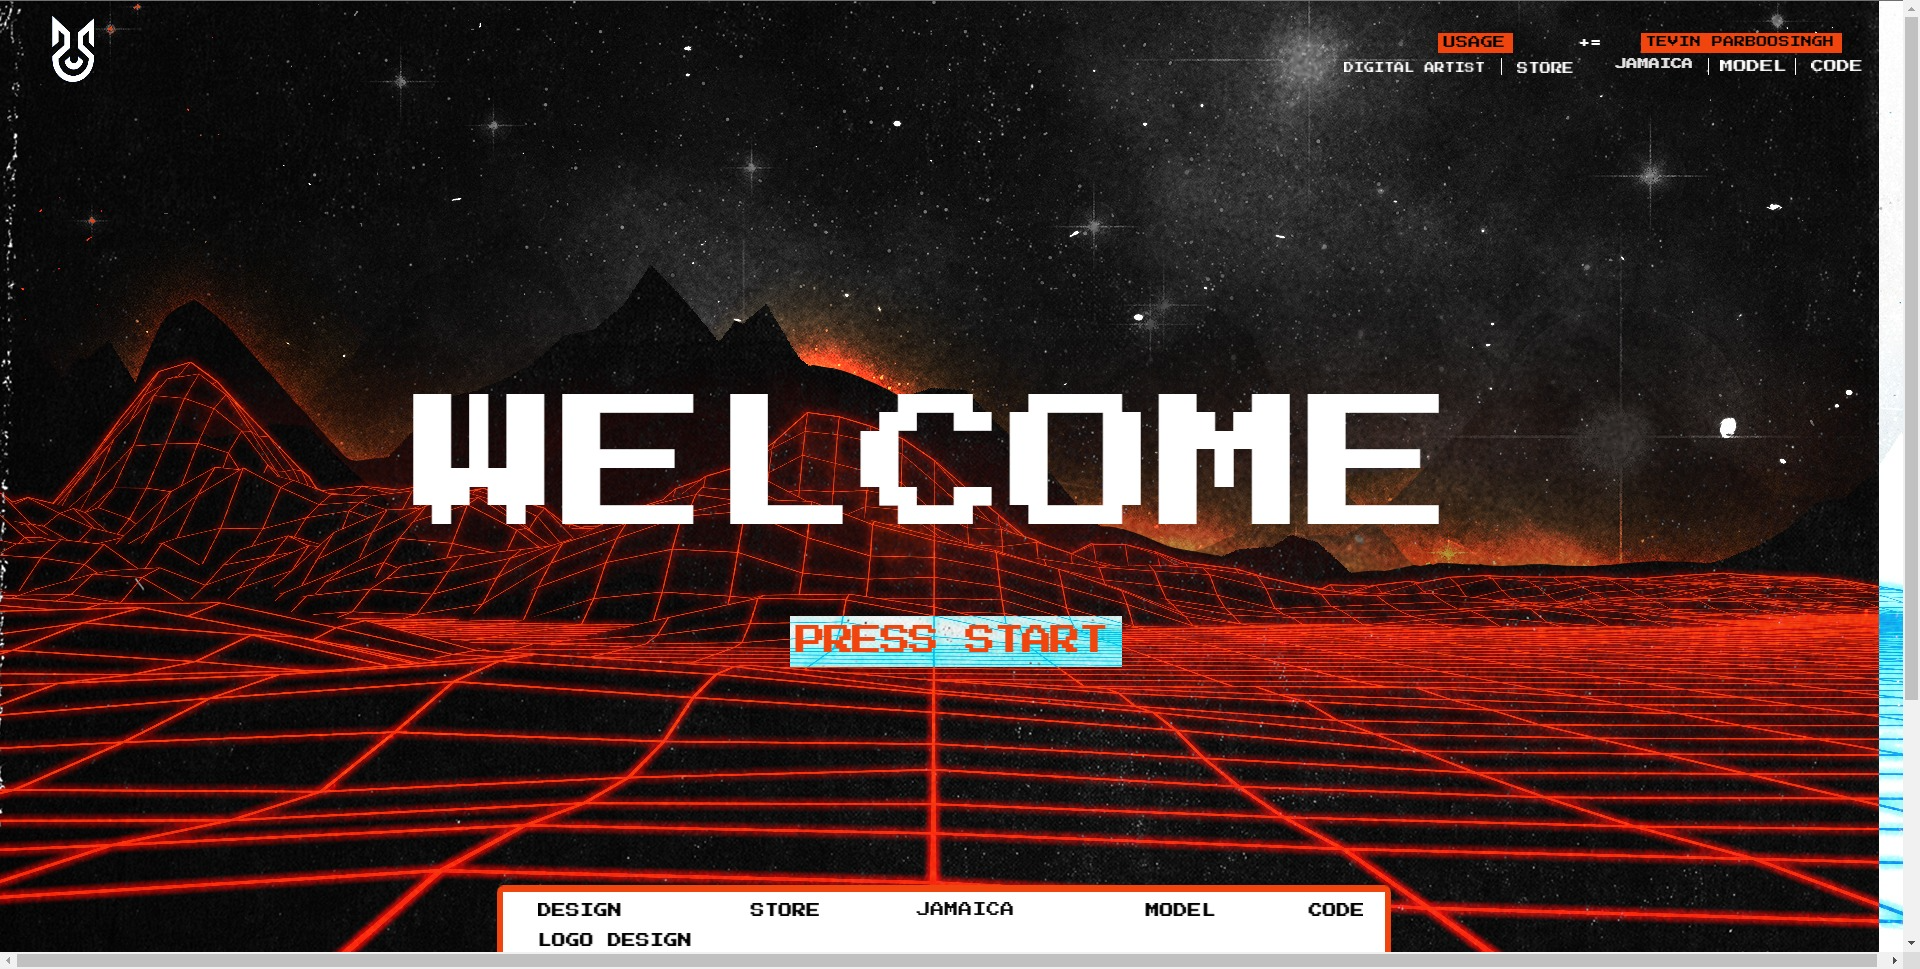 USAGE += TEVIN PARBOOSINGH
DIGITAL ARTIST | STORE JAMAICA | MODEL | CODE
WELCOME
PRESS START
DESIGN STORE JAMAICA MODEL CODE
LOGO DESIGN